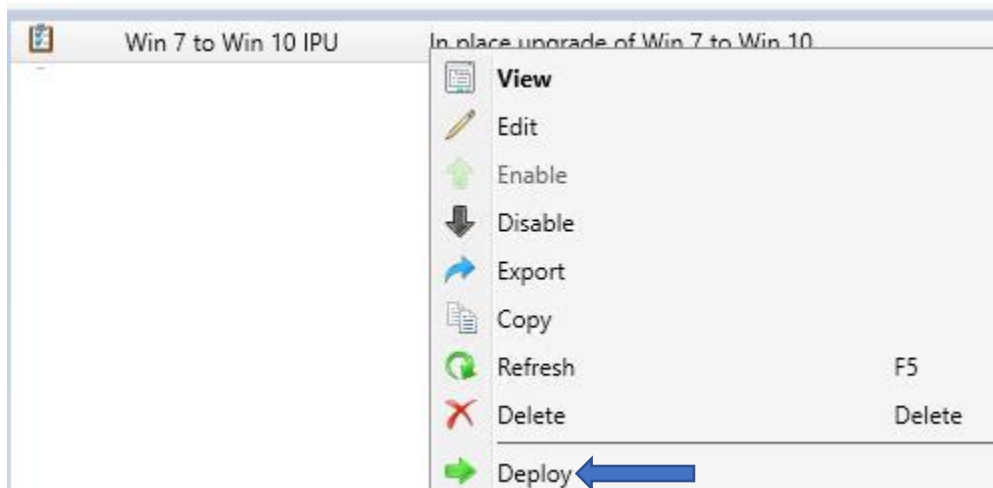 Win 7 to Win 10 IPU In place upgrade of Win 7 to Win 10
View
Edit
Enable
Disable
Export
Copy
Refresh F5
Delete Delete
Deploy